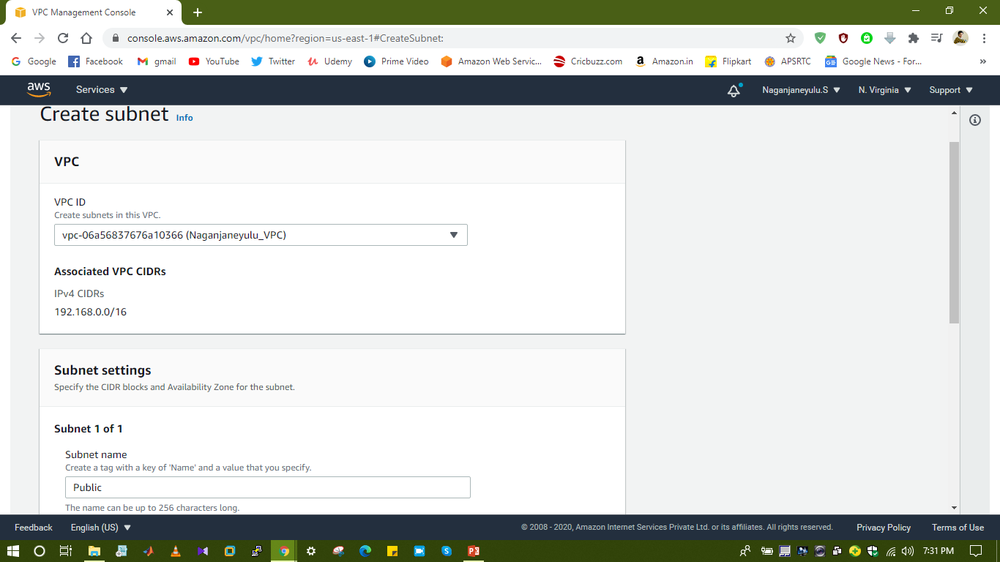 VPC Management Console
console.aws.amazon.com/vpc/home?region=us-east-1#CreateSubnet:
Google Facebook gmail YouTube Twitter Udemy Prime Video Amazon Web Servic... Cricbuzz.com Amazon.in Flipkart APSRTC Google News - For... »
aws Services Naganjaneyulu.S N. Virginia Support
Create subnet Info
VPC
VPC ID
Create subnets in this VPC.
vpc-06a56837676a10366 (Naganjaneyulu_VPC)
Associated VPC CIDRs
IPv4 CIDRs
192.168.0.0/16
Subnet settings
Specify the CIDR blocks and Availability Zone for the subnet.
Subnet 1 of 1
Subnet name
Create a tag with a key of 'Name' and a value that you specify.
Public
The name can be up to 256 characters long.
Feedback English (US) © 2008 - 2020, Amazon Internet Services Private Ltd. or its affiliates. All rights reserved. Privacy Policy Terms of Use
7:31 PM